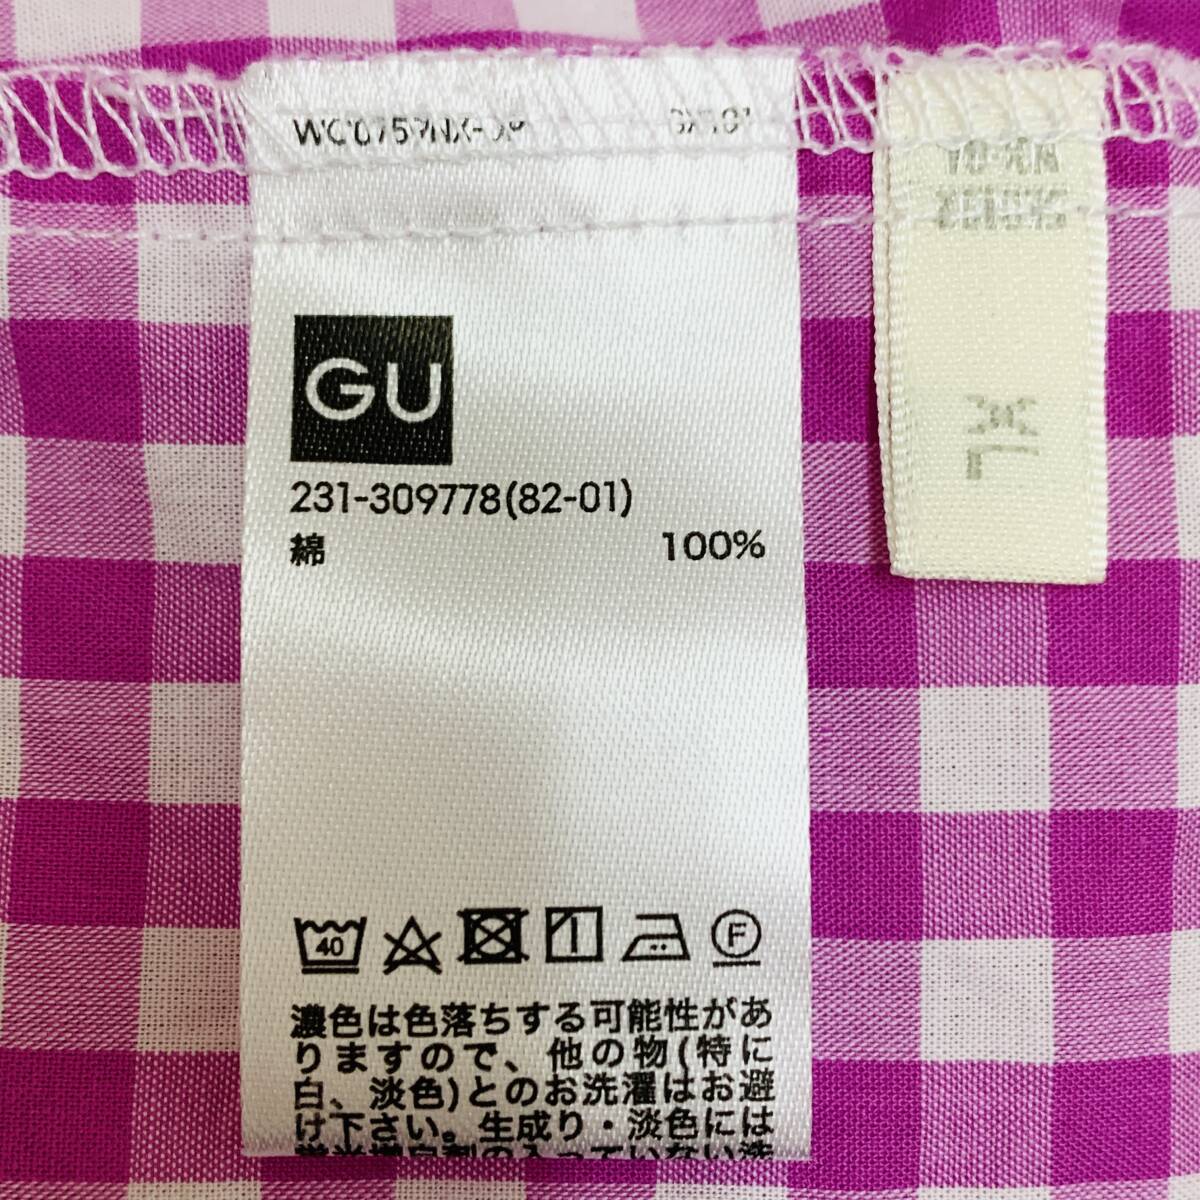 GU
231-309778(82-01)
綿 100%
40
F
濃色は色落ちする可能性があ
りますので、他の物(特に
白、淡色)とのお洗濯はお避
け下さい。生成り・淡色には
XL